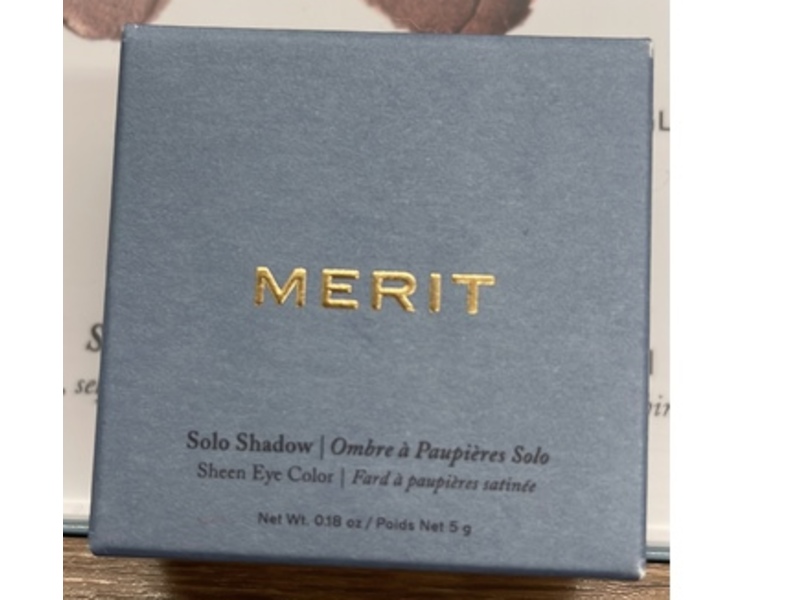 MERIT
Solo Shadow | Ombre à Paupières Solo
Sheen Eye Color | Fard à paupières satinée
Net Wt. 0.18 oz / Poids Net 5 g